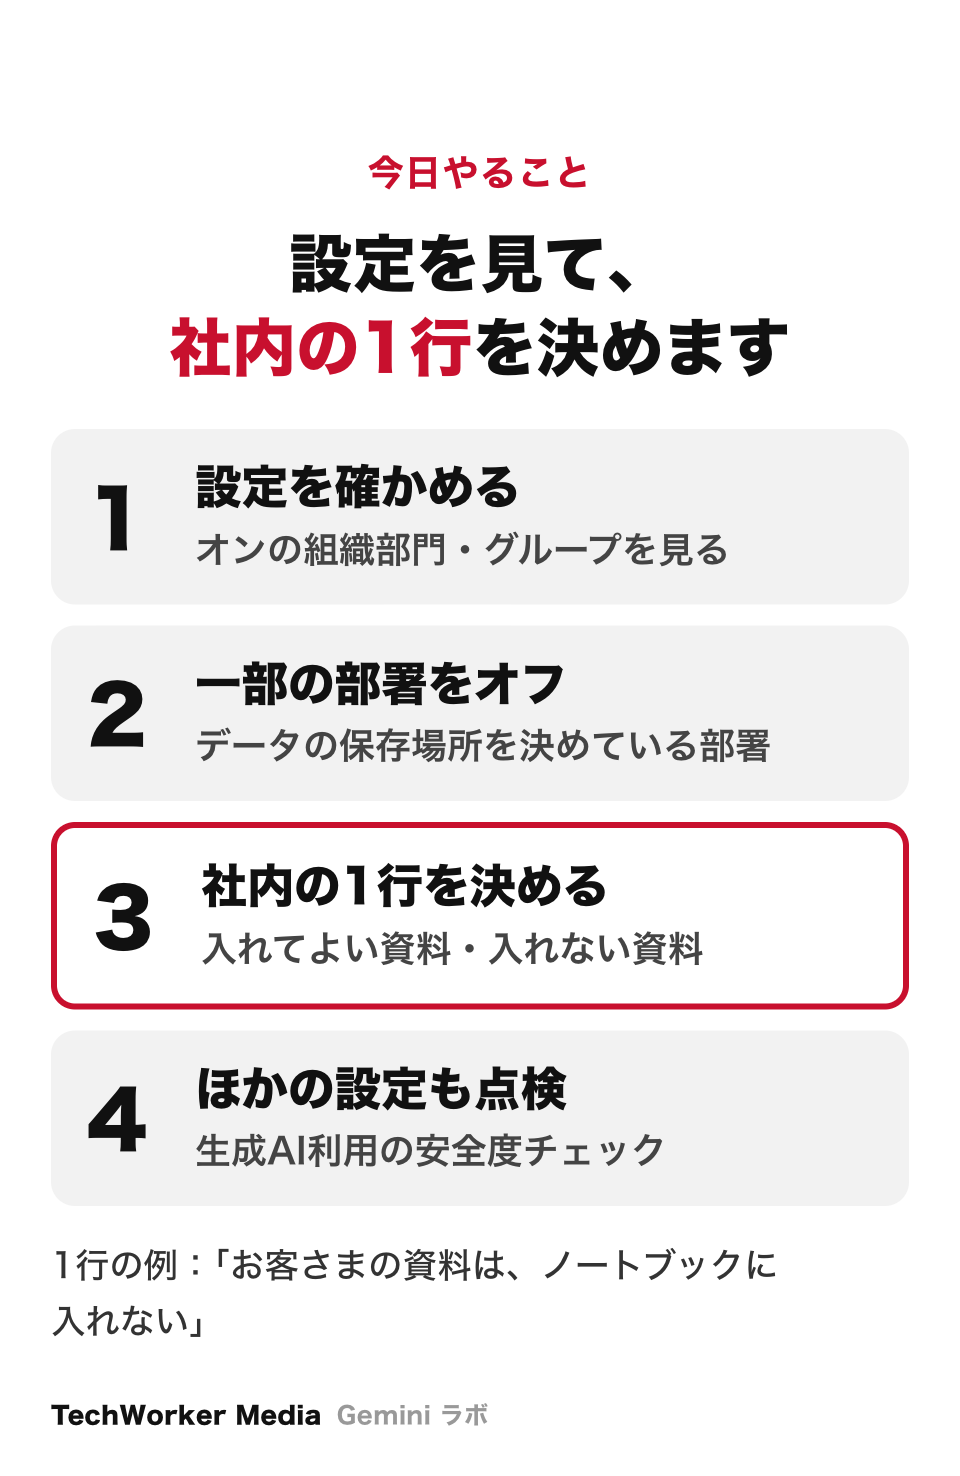 今日やること
設定を見て、
社内の1行を決めます
1
設定を確かめる
オンの組織部門・グループを見る
2
一部の部署をオフ
データの保存場所を決めている部署
3
社内の1行を決める
入れてよい資料・入れない資料
4
ほかの設定も点検
生成AI利用の安全度チェック
1行の例：「お客さまの資料は、ノートブックに
入れない」
TechWorker Media Gemini ラボ